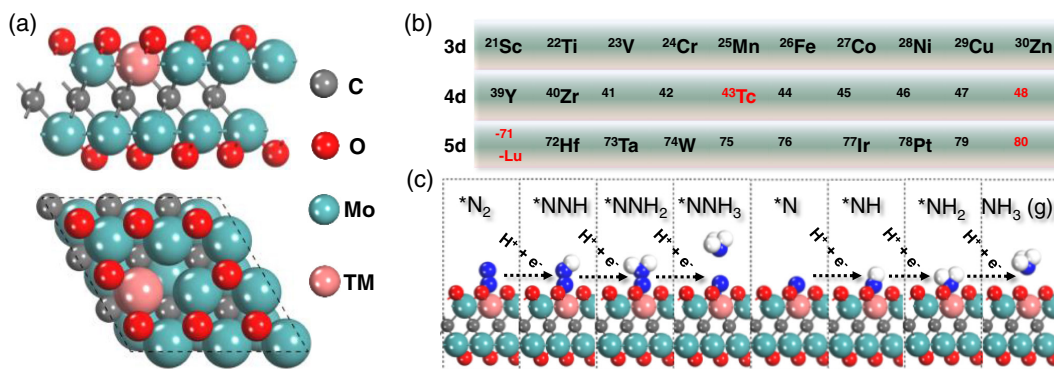 (a)
C
O
Mo
TM
(b)
3d ²¹Sc ²²Ti ²³V ²⁴Cr ²⁵Mn ²⁶Fe ²⁷Co ²⁸Ni ²⁹Cu ³⁰Zn
4d ³⁹Y ⁴⁰Zr ⁴¹ ⁴² ⁴³Tc ⁴⁴ ⁴⁵ ⁴⁶ ⁴⁷ ⁴⁸
5d ⁻⁷¹ ⁷²Hf ⁷³Ta ⁷⁴W ⁷⁵ ⁷⁶ ⁷⁷Ir ⁷⁸Pt ⁷⁹ ⁸⁰
-Lu
(c)
*N₂ *NNH *NNH₂ *NNH₃ *N *NH *NH₂ NH₃ (g)
H⁺ + e⁻ H⁺ + e⁻ H⁺ + e⁻ H⁺ + e⁻ H⁺ + e⁻ H⁺ + e⁻